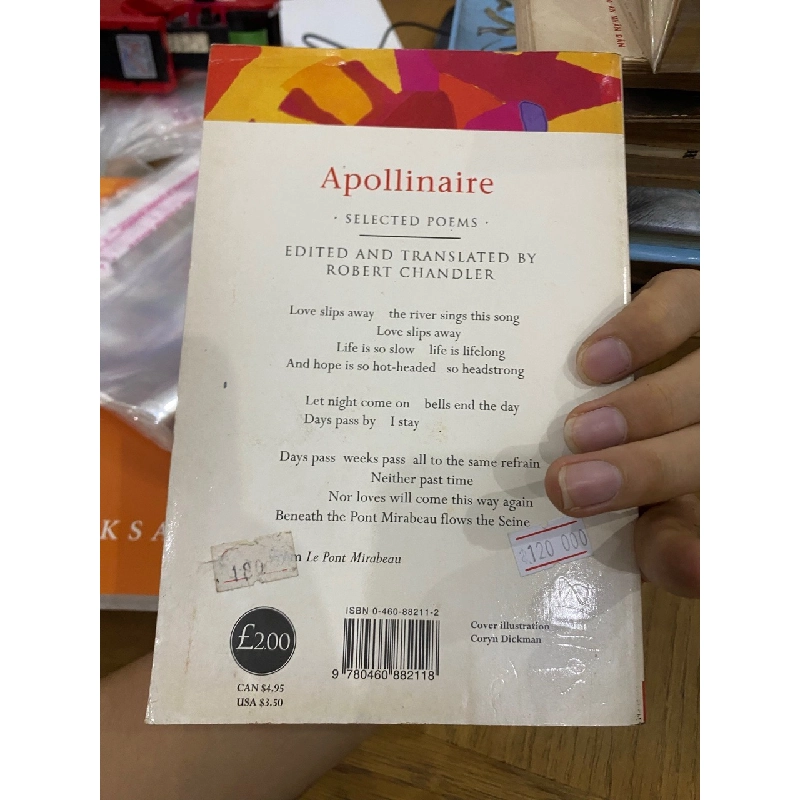 Apollinaire
· SELECTED POEMS ·
EDITED AND TRANSLATED BY
ROBERT CHANDLER
Love slips away the river sings this song
Love slips away
Life is so slow life is lifelong
And hope is so hot-headed so headstrong
Let night come on bells end the day
Days pass by I stay
Days pass weeks pass all to the same refrain
Neither past time
Nor loves will come this way again
Beneath the Pont Mirabeau flows the Seine
Le Pont Mirabeau
120 000
£2.00
CAN $4.95
USA $3.50
ISBN 0-460-88211-2
9 780460 882118
Cover illustration
Coryn Dickman
KSA